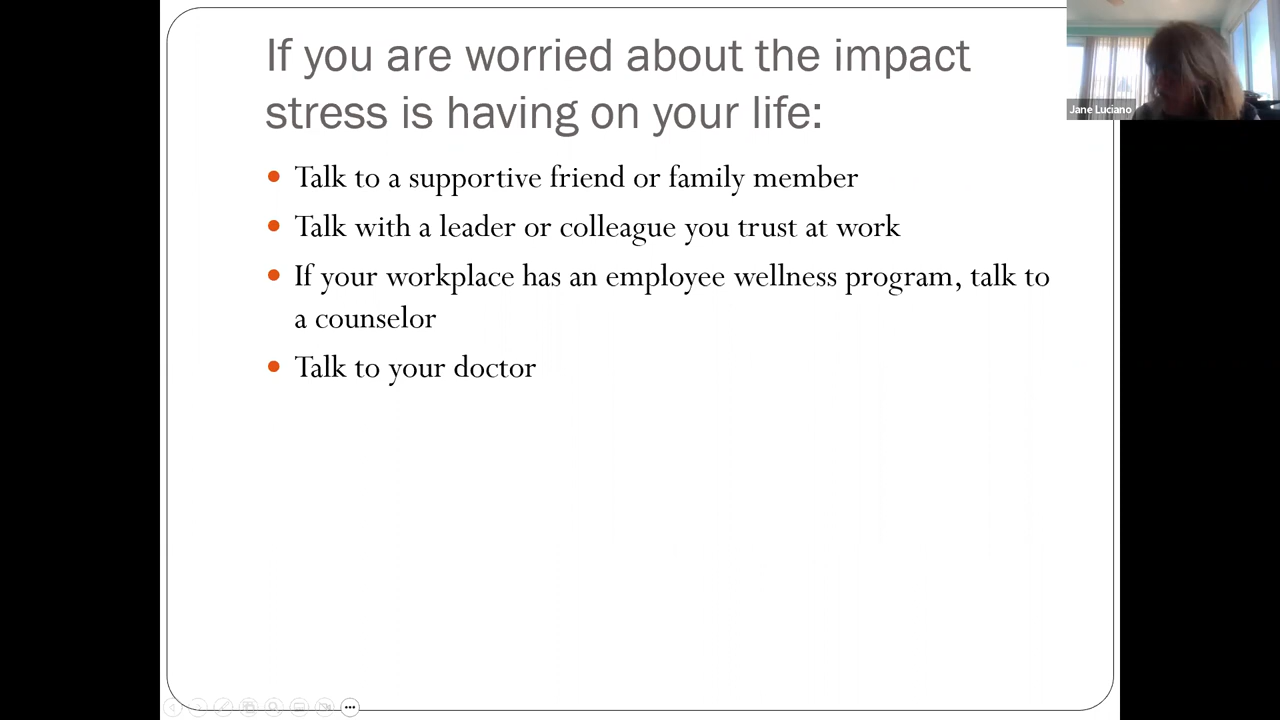 If you are worried about the impact
stress is having on your life:
Talk to a supportive friend or family member
Talk with a leader or colleague you trust at work
If your workplace has an employee wellness program, talk to
a counselor
Talk to your doctor
Jane Luciano